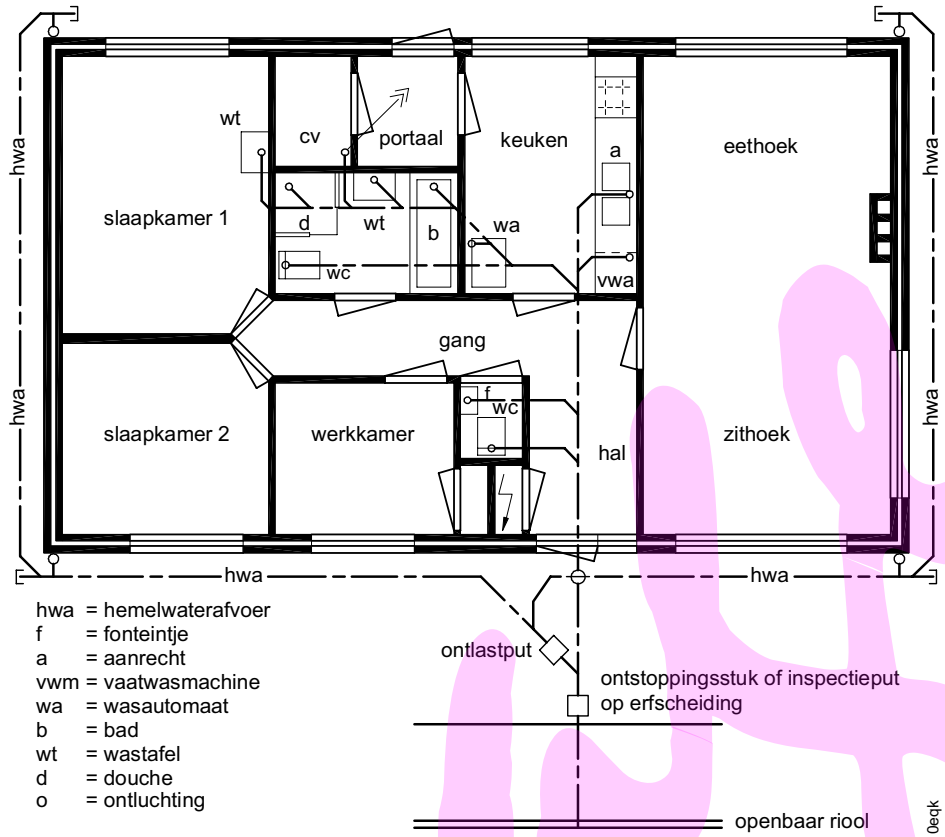 hwa
hwa
wt
cv
portaal
keuken
a
eethoek
slaapkamer 1
d
wt
b
wa
wc
vwa
gang
hwa
hwa
slaapkamer 2
werkkamer
f
wc
hal
zithoek
hwa
hwa
hwa = hemelwaterafvoer
f = fonteintje
a = aanrecht
vwm = vaatwasmachine
wa = wasautomaat
b = bad
wt = wastafel
d = douche
o = ontluchting
ontlastput
ontstoppingsstuk of inspectieput
op erfscheiding
openbaar riool
0eqk